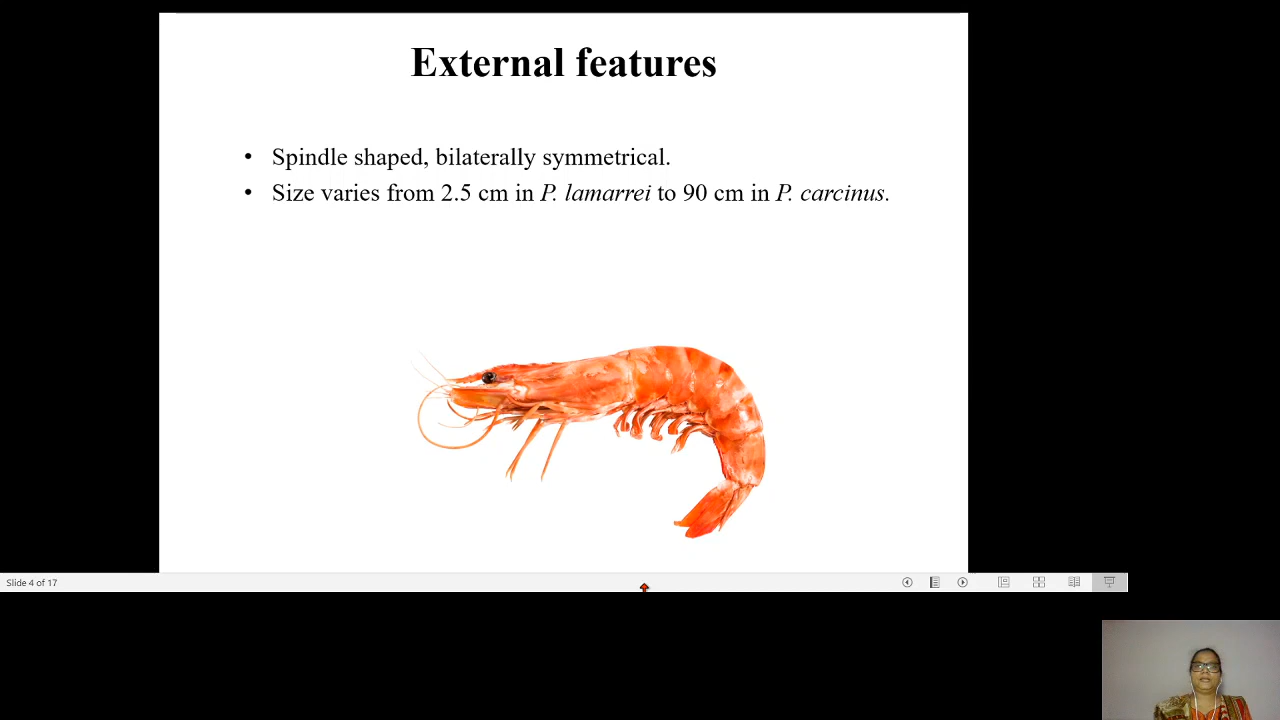 External features
• Spindle shaped, bilaterally symmetrical.
• Size varies from 2.5 cm in P. lamarrei to 90 cm in P. carcinus.
Slide 4 of 17